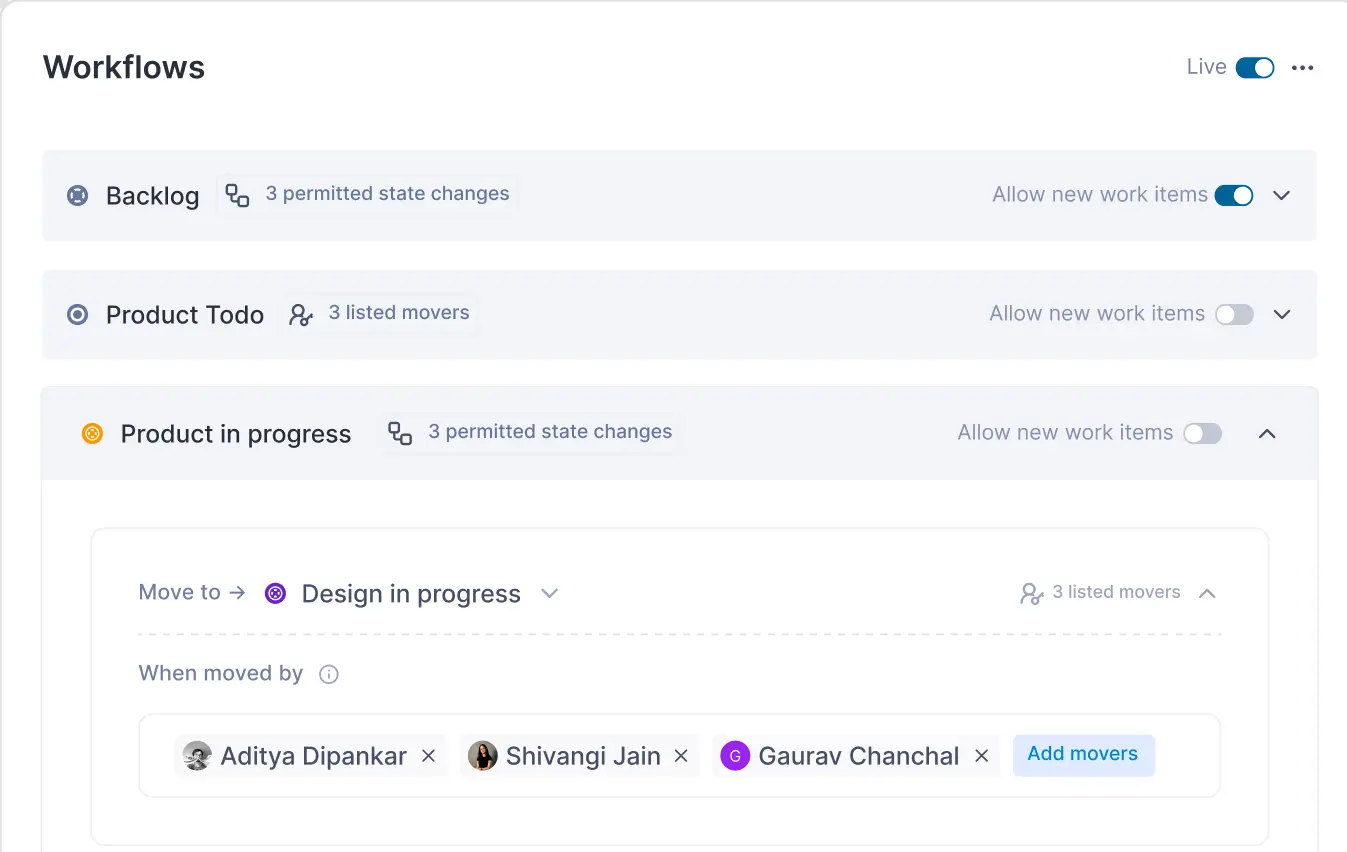 Workflows Live
Backlog 3 permitted state changes Allow new work items
Product Todo 3 listed movers Allow new work items
Product in progress 3 permitted state changes Allow new work items
Move to → Design in progress 3 listed movers
When moved by
Aditya Dipankar × Shivangi Jain × G Gaurav Chanchal × Add movers